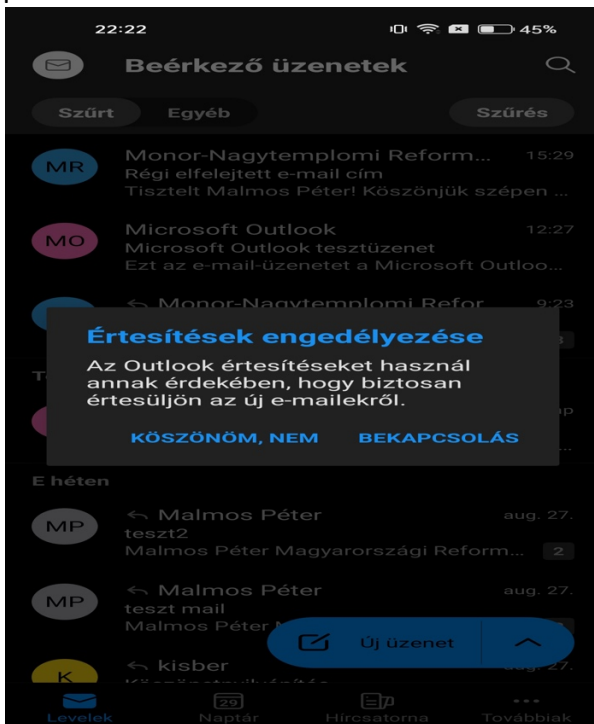 22:22
45%
Beérkező üzenetek
Szűrt Egyéb Szűrés
MR Monor-Nagytemplomi Reform... 15:29
Régi elfelejtett e-mail cím
Tisztelt Malmos Péter! Köszönjük szépen ...
MO Microsoft Outlook 12:27
Microsoft Outlook tesztüzenet
Ezt az e-mail-üzenetet a Microsoft Outloo...
Monor-Nagytemplomi Refor... 9:23
Értesítések engedélyezése
Az Outlook értesítéseket használ
annak érdekében, hogy biztosan
értesüljön az új e-mailekről.
KÖSZÖNÖM, NEM BEKAPCSOLÁS
E héten
MP Malmos Péter aug. 27.
teszt2
Malmos Péter Magyarországi Reform... 2
MP Malmos Péter aug. 27.
teszt mail
Malmos Péter
Új üzenet
K kisber
29
Levelek Naptár Hírcsatorna Továbbiak